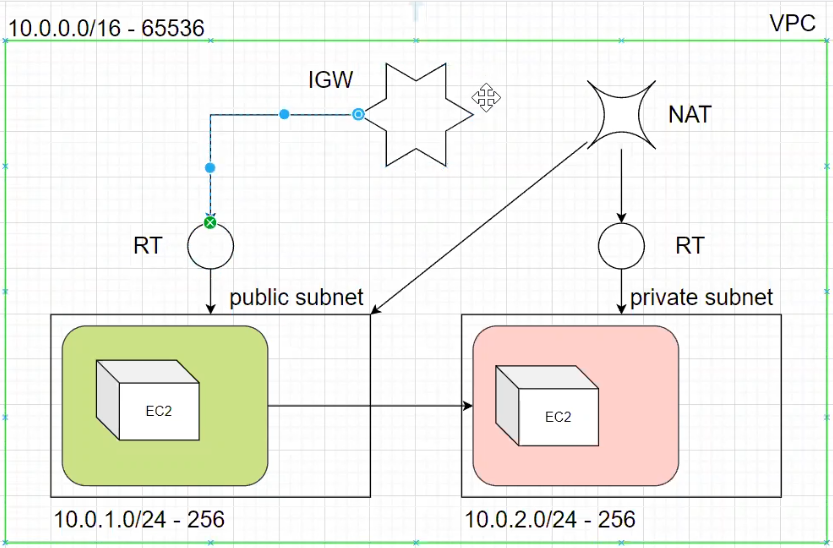 10.0.0.0/16 - 65536
VPC
IGW
NAT
RT
RT
public subnet
private subnet
EC2
EC2
10.0.1.0/24 - 256
10.0.2.0/24 - 256